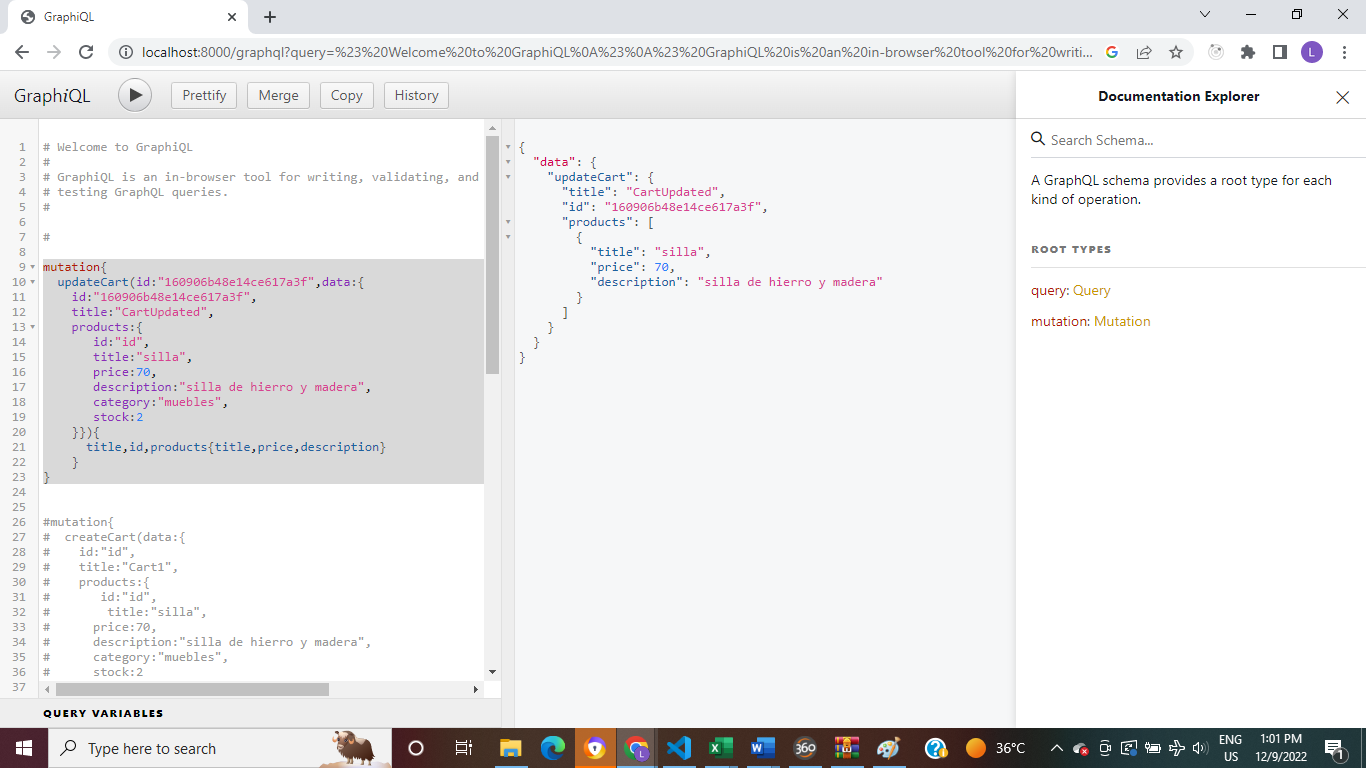 GraphiQL
localhost:8000/graphql?query=%23%20Welcome%20to%20GraphiQL%0A%23%0A%23%20GraphiQL%20is%20an%20in-browser%20tool%20for%20writi...
L
GraphiQL
Prettify
Merge
Copy
History
1 # Welcome to GraphiQL
2 #
3 # GraphiQL is an in-browser tool for writing, validating, and
4 # testing GraphQL queries.
5 #
6
7 #
8
9 mutation{
10 updateCart(id:"160906b48e14ce617a3f",data:{
11 id:"160906b48e14ce617a3f",
12 title:"CartUpdated",
13 products:{
14 id:"id",
15 title:"silla",
16 price:70,
17 description:"silla de hierro y madera",
18 category:"muebles",
19 stock:2
20 }}){
21 title,id,products{title,price,description}
22 }
23 }
24
25
26 #mutation{
27 # createCart(data:{
28 # id:"id",
29 # title:"Cart1",
30 # products:{
31 # id:"id",
32 # title:"silla",
33 # price:70,
34 # description:"silla de hierro y madera",
35 # category:"muebles",
36 # stock:2
37
QUERY VARIABLES
{
"data": {
"updateCart": {
"title": "CartUpdated",
"id": "160906b48e14ce617a3f",
"products": [
{
"title": "silla",
"price": 70,
"description": "silla de hierro y madera"
}
]
}
}
}
Documentation Explorer
Search Schema...
A GraphQL schema provides a root type for each
kind of operation.
ROOT TYPES
query: Query
mutation: Mutation
Type here to search
L
360
36°C
ENG
US
1:01 PM
12/9/2022
1